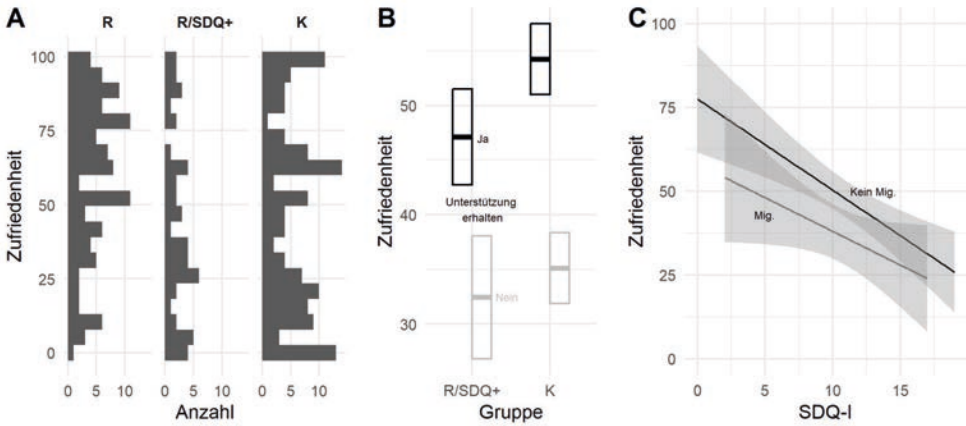 A
R
R/SDQ+
K
Zufriedenheit
100
75
50
25
0
0 5 10
0 5 10
0 5 10
Anzahl
B
Zufriedenheit
50
40
30
Ja
Unterstützung
erhalten
Nein
R/SDQ+
K
Gruppe
C
Zufriedenheit
100
75
50
25
0
Kein Mig.
Mig.
0 5 10 15
SDQ-I